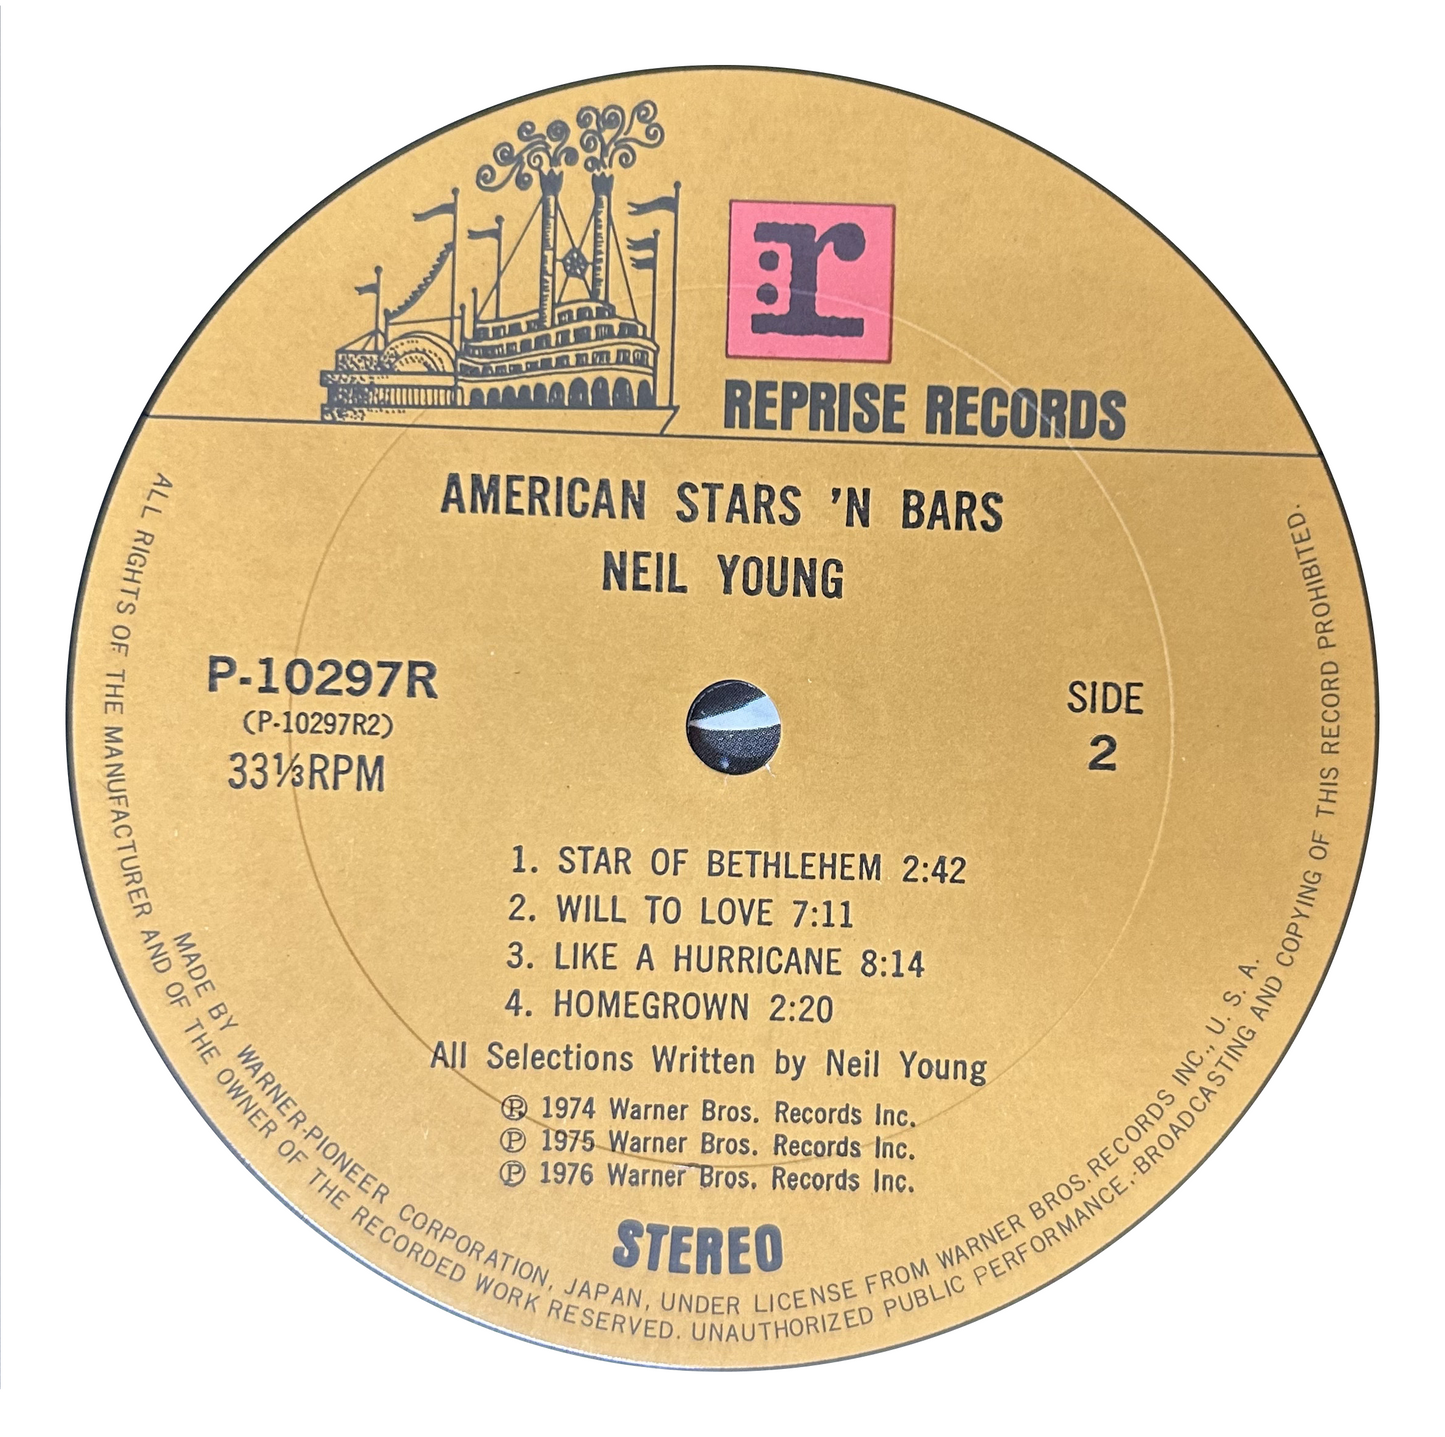 r
REPRISE RECORDS
AMERICAN STARS 'N BARS
NEIL YOUNG
P-10297R
(P-10297R2)
33⅓RPM
SIDE
2
1. STAR OF BETHLEHEM 2:42
2. WILL TO LOVE 7:11
3. LIKE A HURRICANE 8:14
4. HOMEGROWN 2:20
All Selections Written by Neil Young
℗ 1974 Warner Bros. Records Inc.
℗ 1975 Warner Bros. Records Inc.
℗ 1976 Warner Bros. Records Inc.
STEREO
MADE BY WARNER-PIONEER CORPORATION, JAPAN, UNDER LICENSE FROM WARNER BROS. RECORDS INC., U. S. A.
ALL RIGHTS OF THE MANUFACTURER AND OF THE OWNER OF THE RECORDED WORK RESERVED. UNAUTHORIZED PUBLIC PERFORMANCE, BROADCASTING AND COPYING OF THIS RECORD PROHIBITED.